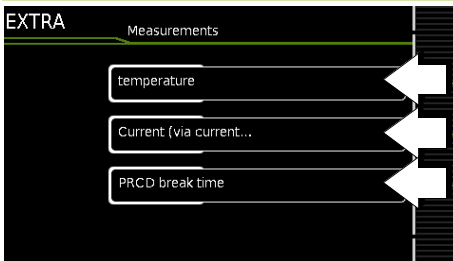 EXTRA
Measurements
temperature
Current (via current...
PRCD break time